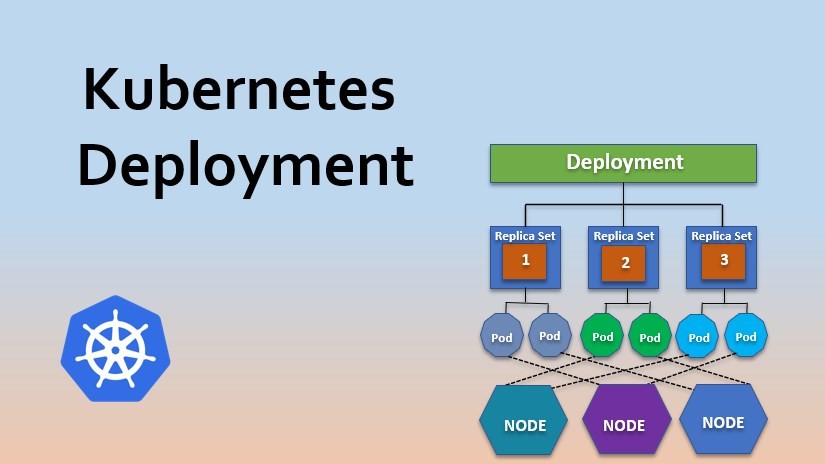 Kubernetes
Deployment
Deployment
Replica Set
1
Replica Set
2
Replica Set
3
Pod
Pod
Pod
Pod
Pod
Pod
NODE
NODE
NODE